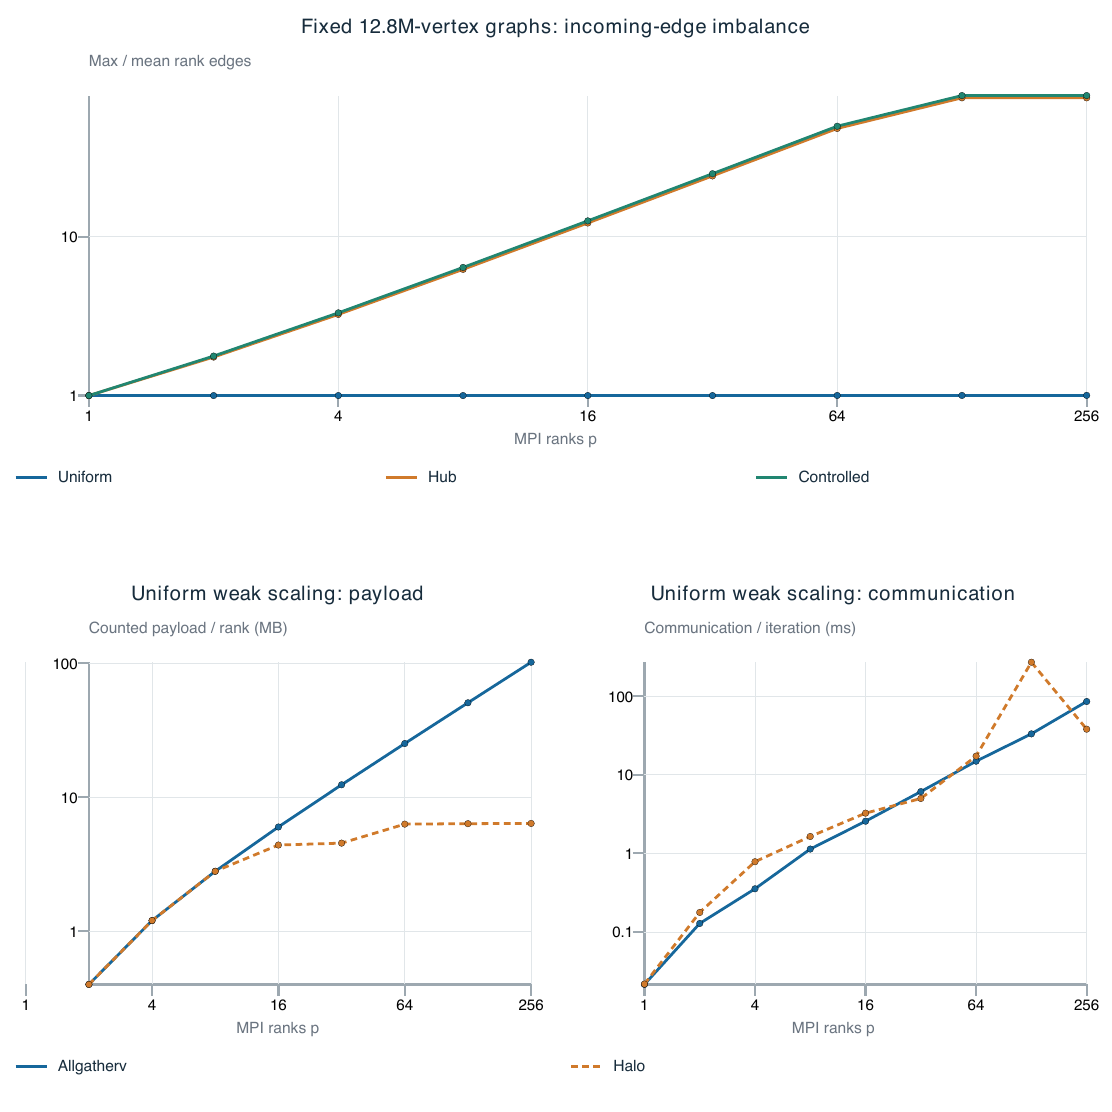 Fixed 12.8M-vertex graphs: incoming-edge imbalance
Max / mean rank edges
10
1
1 4 16 64 256
MPI ranks p
Uniform Hub Controlled
Uniform weak scaling: payload
Counted payload / rank (MB)
100
10
1
1 4 16 64 256
MPI ranks p
Uniform weak scaling: communication
Communication / iteration (ms)
100
10
1
0.1
1 4 16 64 256
MPI ranks p
Allgatherv Halo